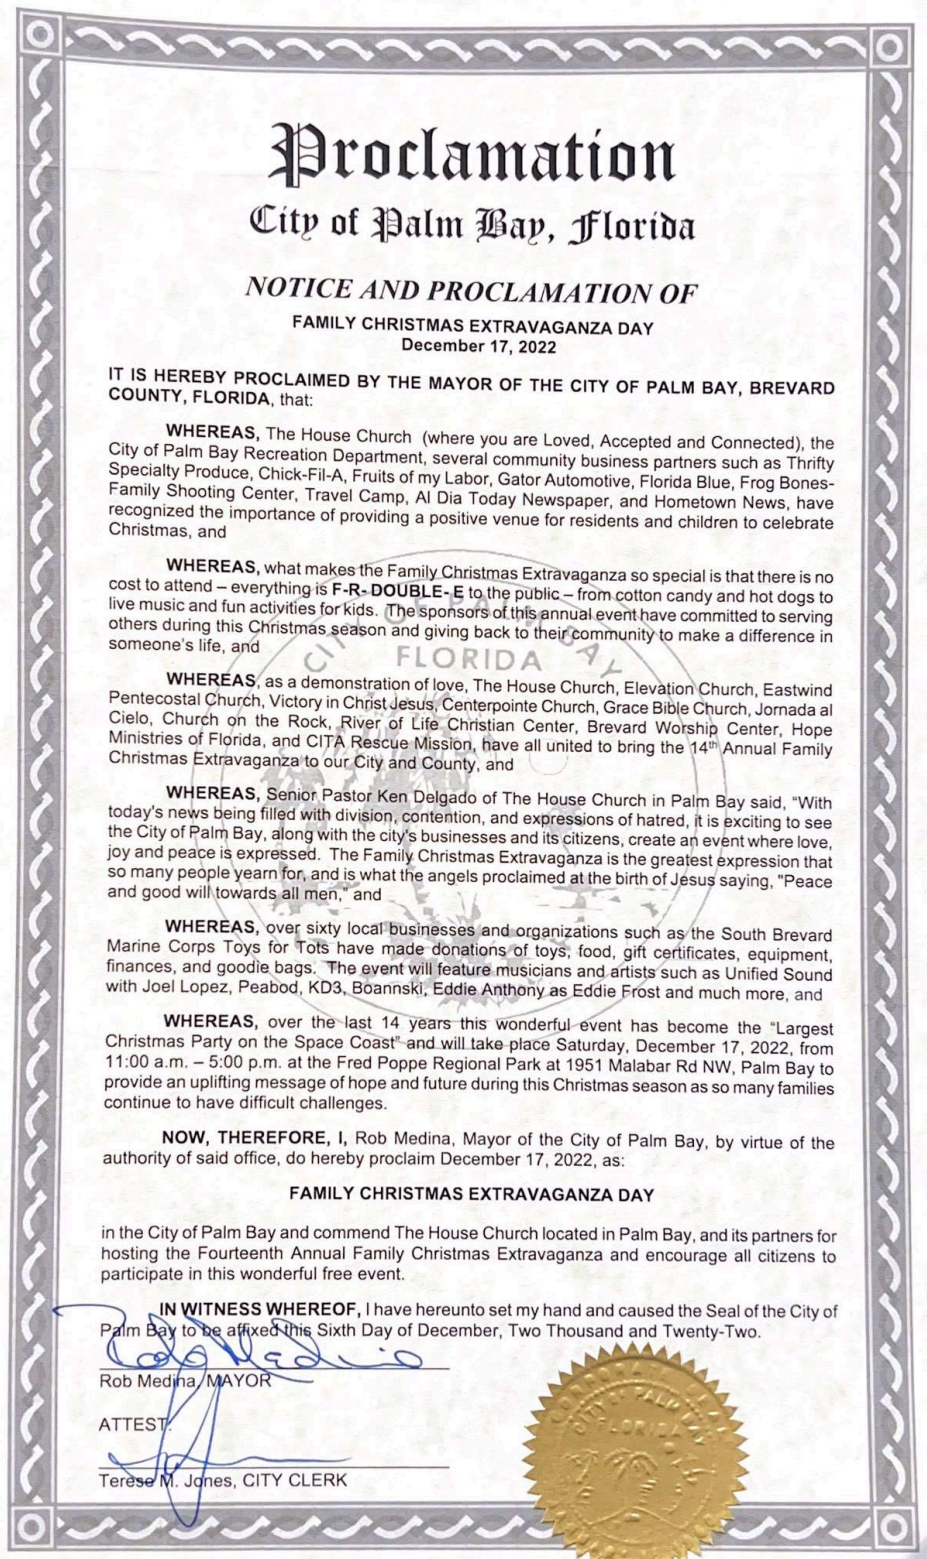 Proclamation
City of Palm Bay, Florida
NOTICE AND PROCLAMATION OF
FAMILY CHRISTMAS EXTRAVAGANZA DAY
December 17, 2022
IT IS HEREBY PROCLAIMED BY THE MAYOR OF THE CITY OF PALM BAY, BREVARD
COUNTY, FLORIDA, that:
WHEREAS, The House Church (where you are Loved, Accepted and Connected), the
City of Palm Bay Recreation Department, several community business partners such as Thrifty
Specialty Produce, Chick-Fil-A, Fruits of my Labor, Gator Automotive, Florida Blue, Frog Bones-
Family Shooting Center, Travel Camp, Al Dia Today Newspaper, and Hometown News, have
recognized the importance of providing a positive venue for residents and children to celebrate
Christmas, and
WHEREAS, what makes the Family Christmas Extravaganza so special is that there is no
cost to attend – everything is F-R- DOUBLE- E to the public – from cotton candy and hot dogs to
live music and fun activities for kids. The sponsors of this annual event have committed to serving
others during this Christmas season and giving back to their community to make a difference in
someone's life, and
CITY OF PALM BAY
FLORIDA
WHEREAS, as a demonstration of love, The House Church, Elevation Church, Eastwind
Pentecostal Church, Victory in Christ Jesus, Centerpointe Church, Grace Bible Church, Jornada al
Cielo, Church on the Rock, River of Life Christian Center, Brevard Worship Center, Hope
Ministries of Florida, and CITA Rescue Mission, have all united to bring the 14th Annual Family
Christmas Extravaganza to our City and County, and
WHEREAS, Senior Pastor Ken Delgado of The House Church in Palm Bay said, "With
today's news being filled with division, contention, and expressions of hatred, it is exciting to see
the City of Palm Bay, along with the city's businesses and its citizens, create an event where love,
joy and peace is expressed. The Family Christmas Extravaganza is the greatest expression that
so many people yearn for, and is what the angels proclaimed at the birth of Jesus saying, "Peace
and good will towards all men," and
WHEREAS, over sixty local businesses and organizations such as the South Brevard
Marine Corps Toys for Tots have made donations of toys, food, gift certificates, equipment,
finances, and goodie bags. The event will feature musicians and artists such as Unified Sound
with Joel Lopez, Peabod, KD3, Boannski, Eddie Anthony as Eddie Frost and much more, and
WHEREAS, over the last 14 years this wonderful event has become the "Largest
Christmas Party on the Space Coast" and will take place Saturday, December 17, 2022, from
11:00 a.m. – 5:00 p.m. at the Fred Poppe Regional Park at 1951 Malabar Rd NW, Palm Bay to
provide an uplifting message of hope and future during this Christmas season as so many families
continue to have difficult challenges.
NOW, THEREFORE, I, Rob Medina, Mayor of the City of Palm Bay, by virtue of the
authority of said office, do hereby proclaim December 17, 2022, as:
FAMILY CHRISTMAS EXTRAVAGANZA DAY
in the City of Palm Bay and commend The House Church located in Palm Bay, and its partners for
hosting the Fourteenth Annual Family Christmas Extravaganza and encourage all citizens to
participate in this wonderful free event.
IN WITNESS WHEREOF, I have hereunto set my hand and caused the Seal of the City of
Palm Bay to be affixed this Sixth Day of December, Two Thousand and Twenty-Two.
Rob Medina
Rob Medina, MAYOR
ATTEST:
Terese M. Jones, CITY CLERK
CITY OF PALM BAY
FLORIDA